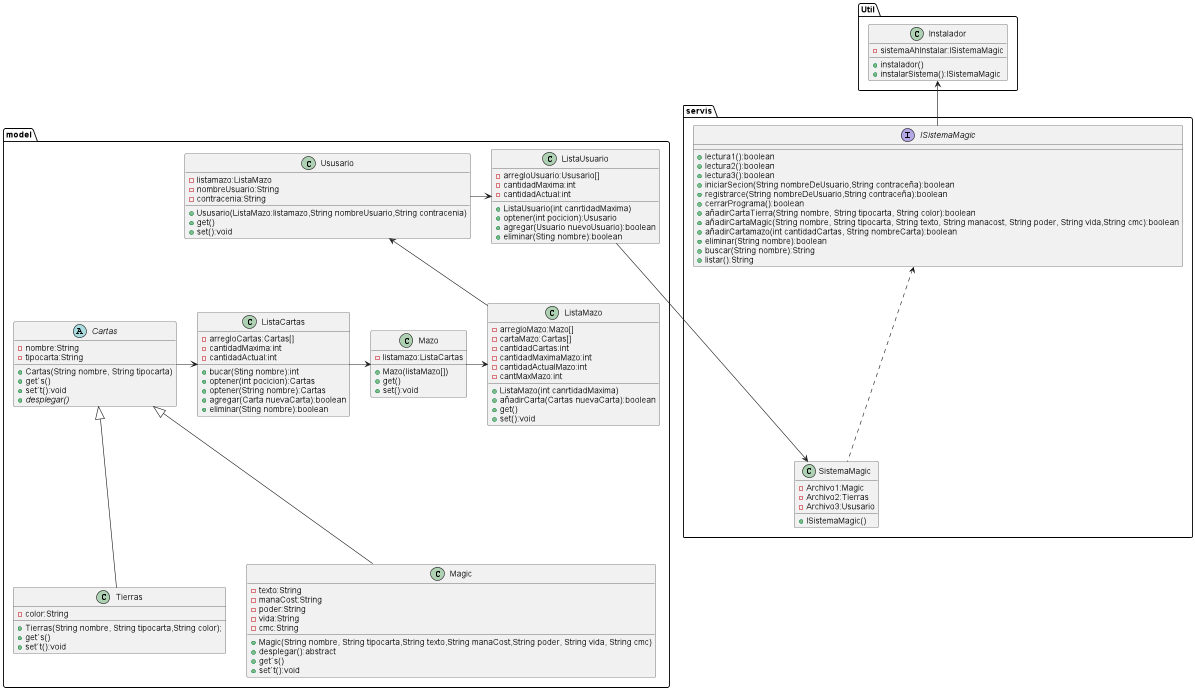 Util
C Instalador
sistemaAhInstalar:ISistemaMagic
instalador()
instalarSistema():ISistemaMagic
servis
I ISistemaMagic
lectura1():boolean
lectura2():boolean
lectura3():boolean
iniciarSecion(String nombreDeUsuario,String contraceña):boolean
registrarce(String nombreDeUsuario,String contraceña):boolean
cerrarPrograma():boolean
añadirCartaTierra(String nombre, String tipocarta, String color):boolean
añadirCartaMagic(String nombre, String tipocarta, String texto, String manacost, String poder, String vida,String cmc):boolean
añadirCartamazo(int cantidadCartas, String nombreCarta):boolean
eliminar(String nombre):boolean
buscar(String nombre):String
listar():String
C SistemaMagic
Archivo1:Magic
Archivo2:Tierras
Archivo3:Ususario
ISistemaMagic()
model
C Ususario
listamazo:ListaMazo
nombreUsuario:String
contracenia:String
Ususario(ListaMazo:listamazo,String nombreUsuario,String contracenia)
get()
set():void
C ListaUsuario
arregloUsuario:Ususario[]
cantidadMaxima:int
cantidadActual:int
ListaUsuario(int canrtidadMaxima)
optener(int pocicion):Ususario
agregar(Usuario nuevoUsuario):boolean
eliminar(Sting nombre):boolean
A Cartas
nombre:String
tipocarta:String
Cartas(String nombre, String tipocarta)
get´s()
set´t():void
desplegar()
C ListaCartas
arregloCartas:Cartas[]
cantidadMaxima:int
cantidadActual:int
bucar(Sting nombre):int
optener(int pocicion):Cartas
optener(String nombre):Cartas
agregar(Carta nuevaCarta):boolean
eliminar(Sting nombre):boolean
C Mazo
listamazo:ListaCartas
Mazo(listaMazo[])
get()
set():void
C ListaMazo
arregloMazo:Mazo[]
cartaMazo:Cartas[]
cantidadCartas:int
cantidadMaximaMazo:int
cantidadActualMazo:int
cantMaxMazo:int
ListaMazo(int canrtidadMaxima)
añadirCarta(Cartas nuevaCarta):boolean
get()
set():void
C Tierras
color:String
Tierras(String nombre, String tipocarta,String color);
get´s()
set´t():void
C Magic
texto:String
manaCost:String
poder:String
vida:String
cmc:String
Magic(String nombre, String tipocarta,String texto,String manaCost,String poder, String vida, String cmc)
desplegar():abstract
get´s()
set´t():void